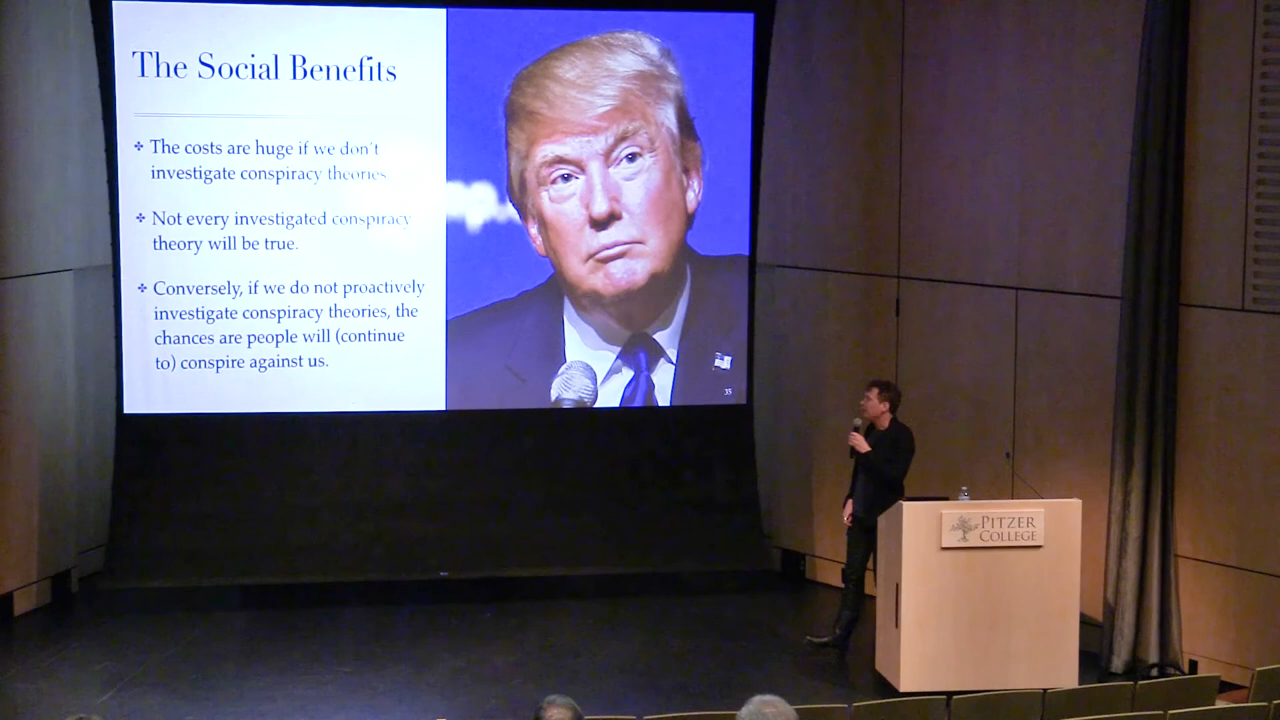 The Social Benefits
✤ The costs are huge if we don't
investigate conspiracy theories.
✤ Not every investigated conspiracy
theory will be true.
✤ Conversely, if we do not proactively
investigate conspiracy theories, the
chances are people will (continue
to) conspire against us.
35
PITZER
COLLEGE